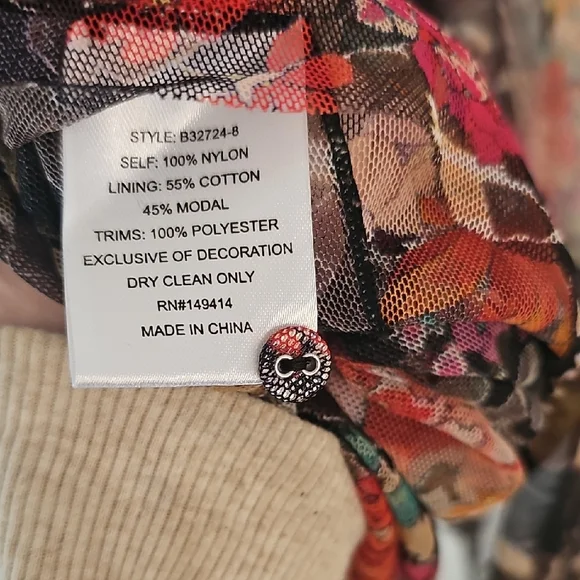 STYLE: B32724-8
SELF: 100% NYLON
LINING: 55% COTTON
45% MODAL
TRIMS: 100% POLYESTER
EXCLUSIVE OF DECORATION
DRY CLEAN ONLY
RN#149414
MADE IN CHINA